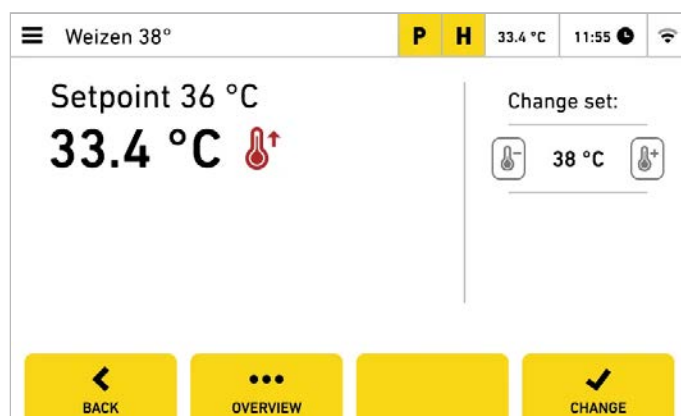 Weizen 38° P H 33.4 °C 11:55
Setpoint 36 °C
33.4 °C
Change set:
38 °C
BACK OVERVIEW CHANGE